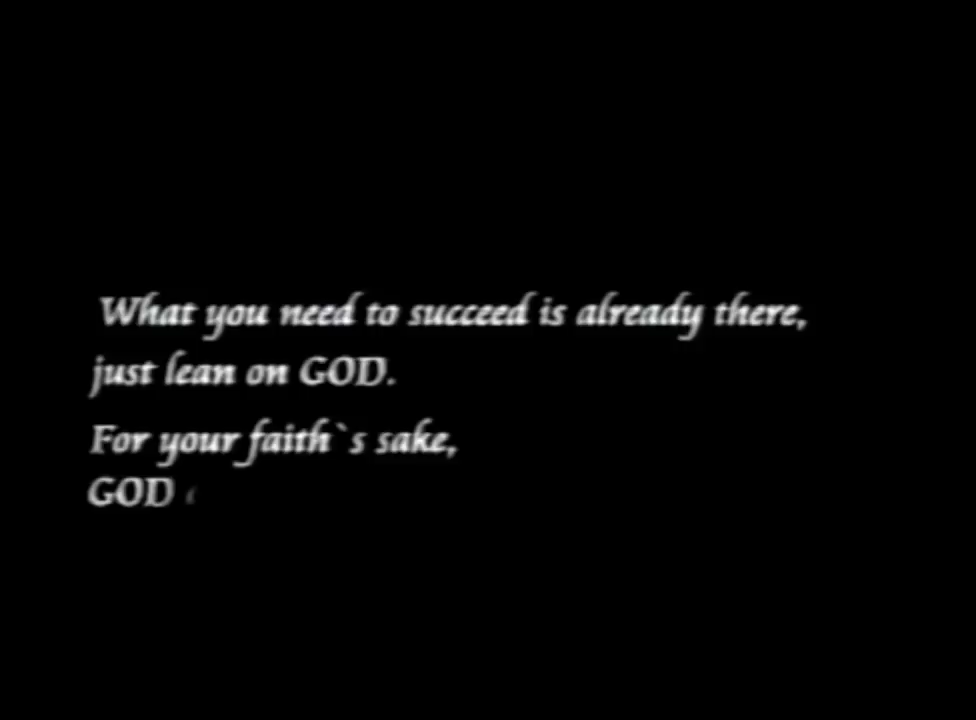 What you need to succeed is already there,
just lean on GOD.
For your faith`s sake,
GOD